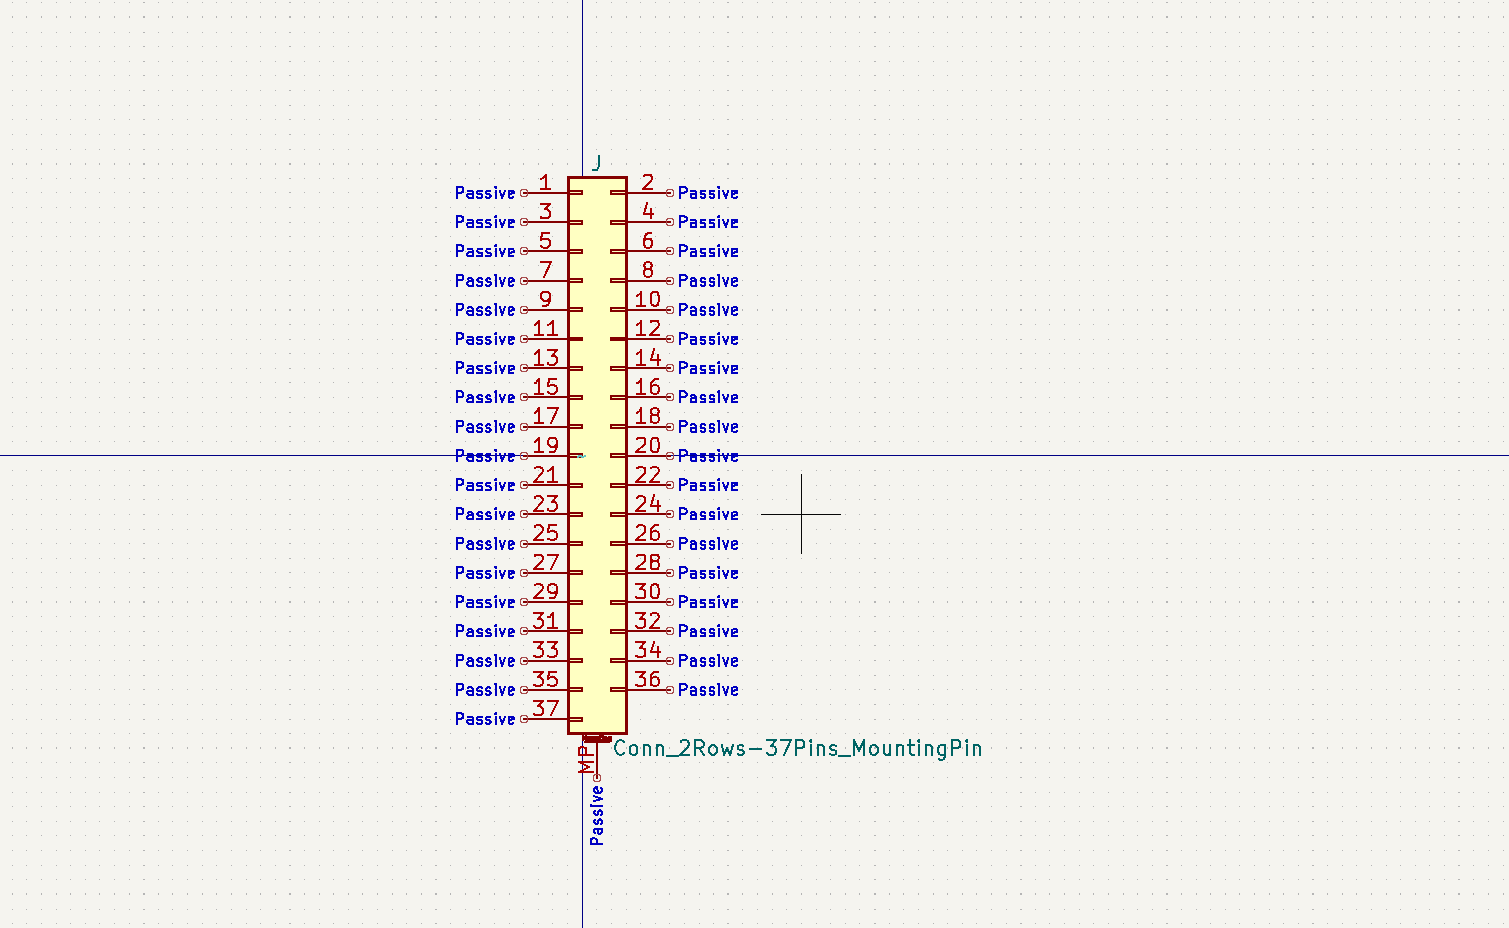 J
Passive 1 2 Passive
Passive 3 4 Passive
Passive 5 6 Passive
Passive 7 8 Passive
Passive 9 10 Passive
Passive 11 12 Passive
Passive 13 14 Passive
Passive 15 16 Passive
Passive 17 18 Passive
Passive 19 20 Passive
Passive 21 22 Passive
Passive 23 24 Passive
Passive 25 26 Passive
Passive 27 28 Passive
Passive 29 30 Passive
Passive 31 32 Passive
Passive 33 34 Passive
Passive 35 36 Passive
Passive 37
MP
Conn_2Rows-37Pins_MountingPin
Passive